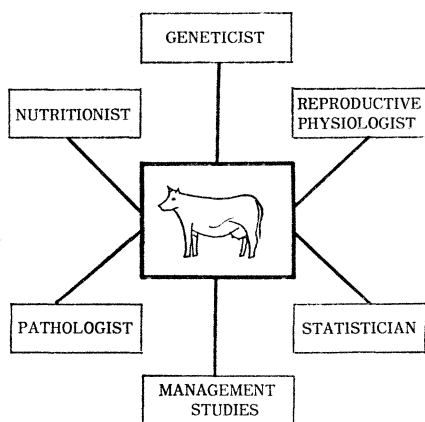 GENETICIST
NUTRITIONIST
REPRODUCTIVE
PHYSIOLOGIST
PATHOLOGIST
STATISTICIAN
MANAGEMENT
STUDIES